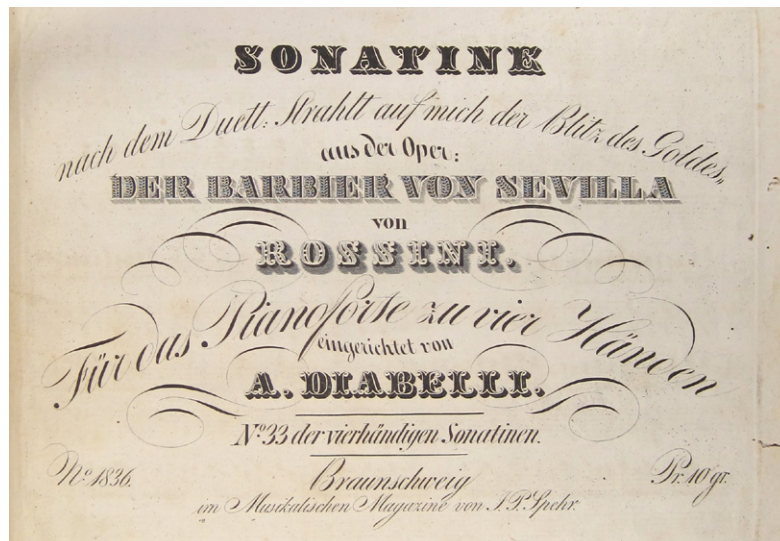 SONATINE
nach dem Duett: Strahlt auf mich der Blitz des Goldes„
aus der Oper:
DER BARBIER VON SEVILLA
von
ROSSINI.
Für das Pianoforte zu vier Händen
eingerichtet von
A. DIABELLI.
No. 33 der vierhändigen Sonatinen.
No. 1836. Braunschweig Pr. 10 gr.
im Musikalischen Magazine von J. P. Spehr.